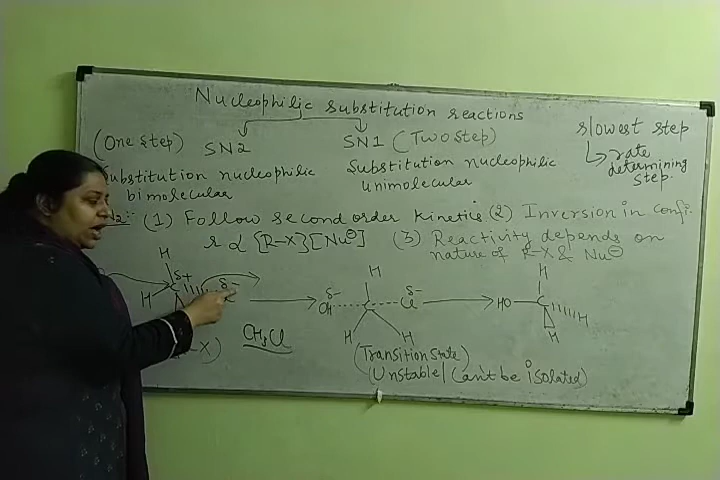 Nucleophilic substitution reactions
(One step) SN2
SN1 (Two step)
Substitution nucleophilic
bimolecular
Substitution nucleophilic
unimolecular
slowest step
rate
determining
step.
(1) Follow second order kinetics (2) Inversion in confi-
r α [R-X][Nu⊖] (3) Reactivity depends on
nature of R-X & Nu⊖
H
H
C
δ+
δ-
-X)
CH3Cl
H
δ-
OH
C
δ-
Cl
H
H
(Transition state)
(Unstable/Can't be isolated)
H
HO
C
H
H